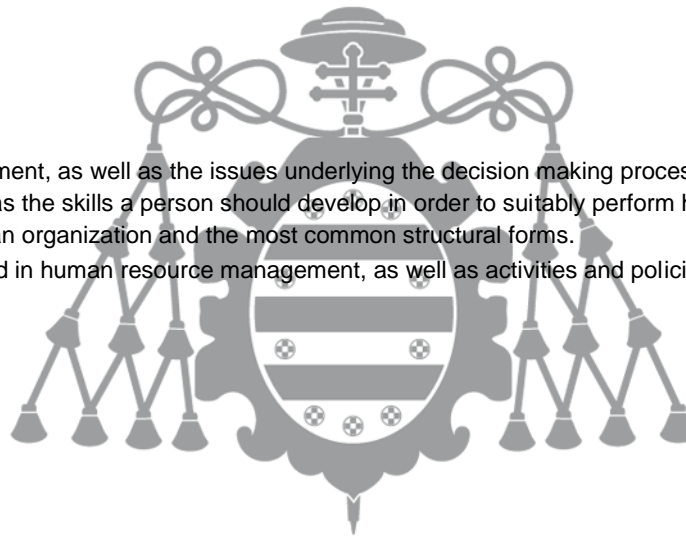 ment, as well as the issues underlying the decision making proces
as the skills a person should develop in order to suitably perform h
an organization and the most common structural forms.
d in human resource management, as well as activities and polici